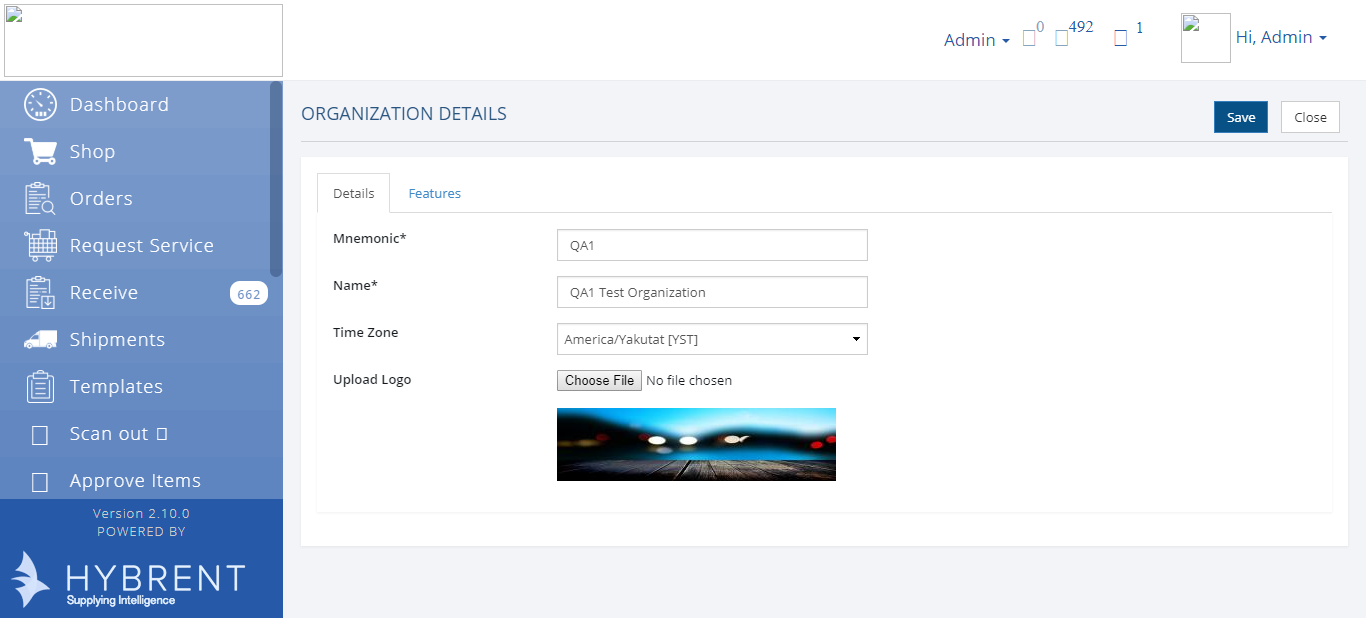 Admin 0 492 1 Hi, Admin
Dashboard
Shop
Orders
Request Service
Receive 662
Shipments
Templates
Scan out
Approve Items
Version 2.10.0
POWERED BY
HYBRENT
Supplying Intelligence
ORGANIZATION DETAILS
Save Close
Details Features
Mnemonic* QA1
Name* QA1 Test Organization
Time Zone America/Yakutat [YST]
Upload Logo Choose File No file chosen